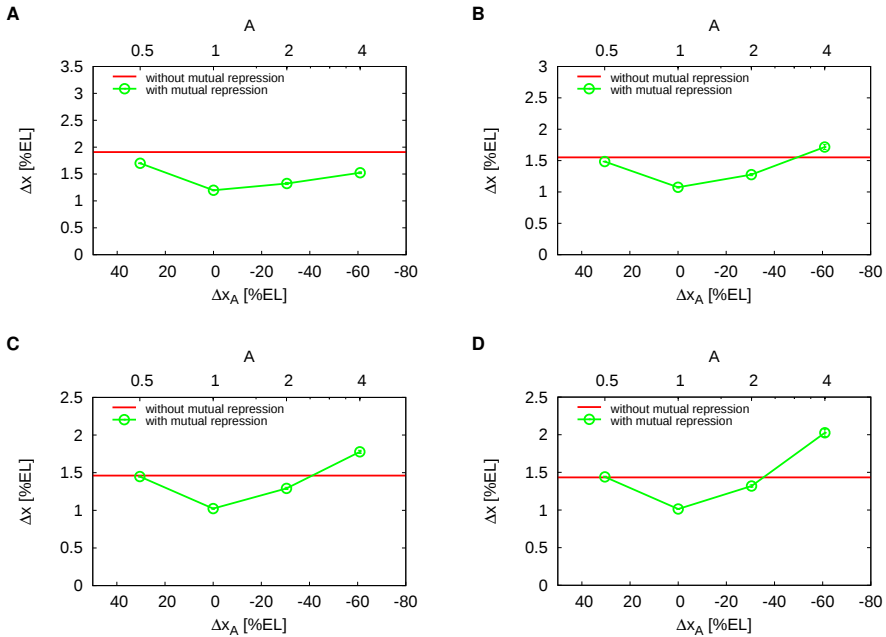 A
A
0.5 1 2 4
3.5
without mutual repression
with mutual repression
3
2.5
2
1.5
1
0.5
0
Δx [%EL]
40 20 0 -20 -40 -60 -80
Δx_A [%EL]
B
A
0.5 1 2 4
3
without mutual repression
with mutual repression
2.5
2
1.5
1
0.5
0
Δx [%EL]
40 20 0 -20 -40 -60 -80
Δx_A [%EL]
C
A
0.5 1 2 4
2.5
without mutual repression
with mutual repression
2
1.5
1
0.5
0
Δx [%EL]
40 20 0 -20 -40 -60 -80
Δx_A [%EL]
D
A
0.5 1 2 4
2.5
without mutual repression
with mutual repression
2
1.5
1
0.5
0
Δx [%EL]
40 20 0 -20 -40 -60 -80
Δx_A [%EL]